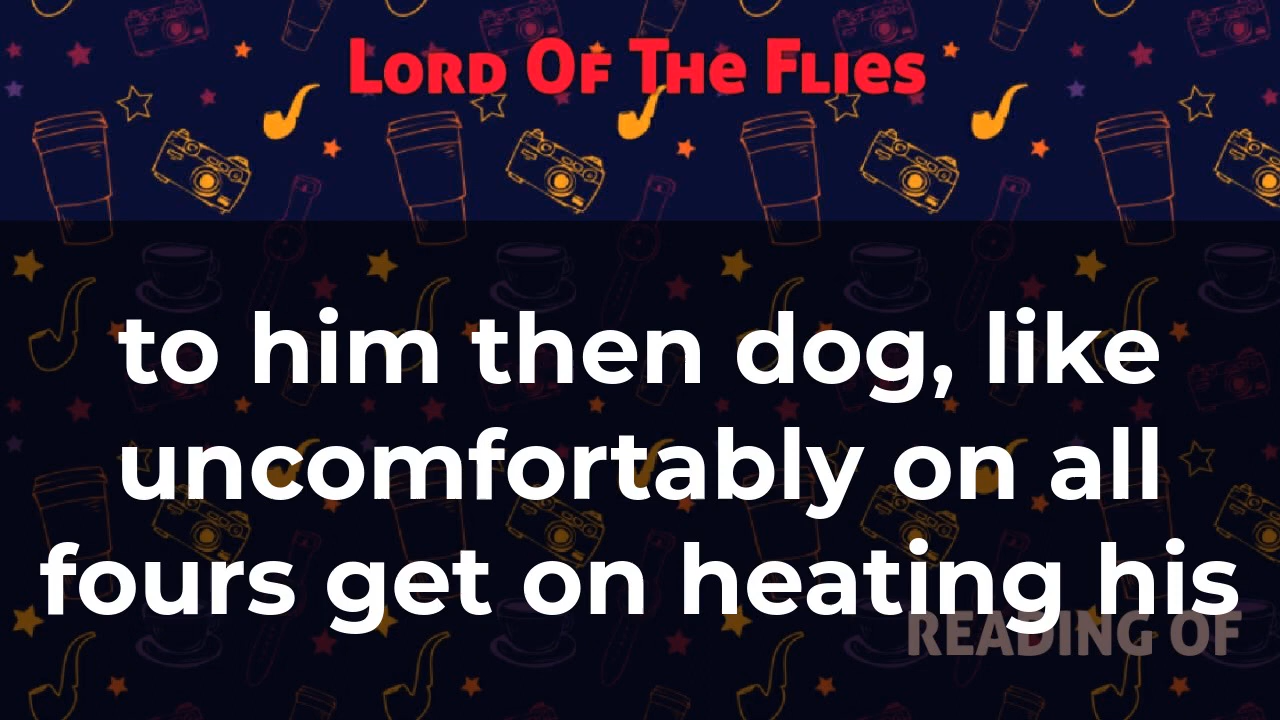 Lord Of The Flies
to him then dog, like
uncomfortably on all
fours get on heating his
READING OF